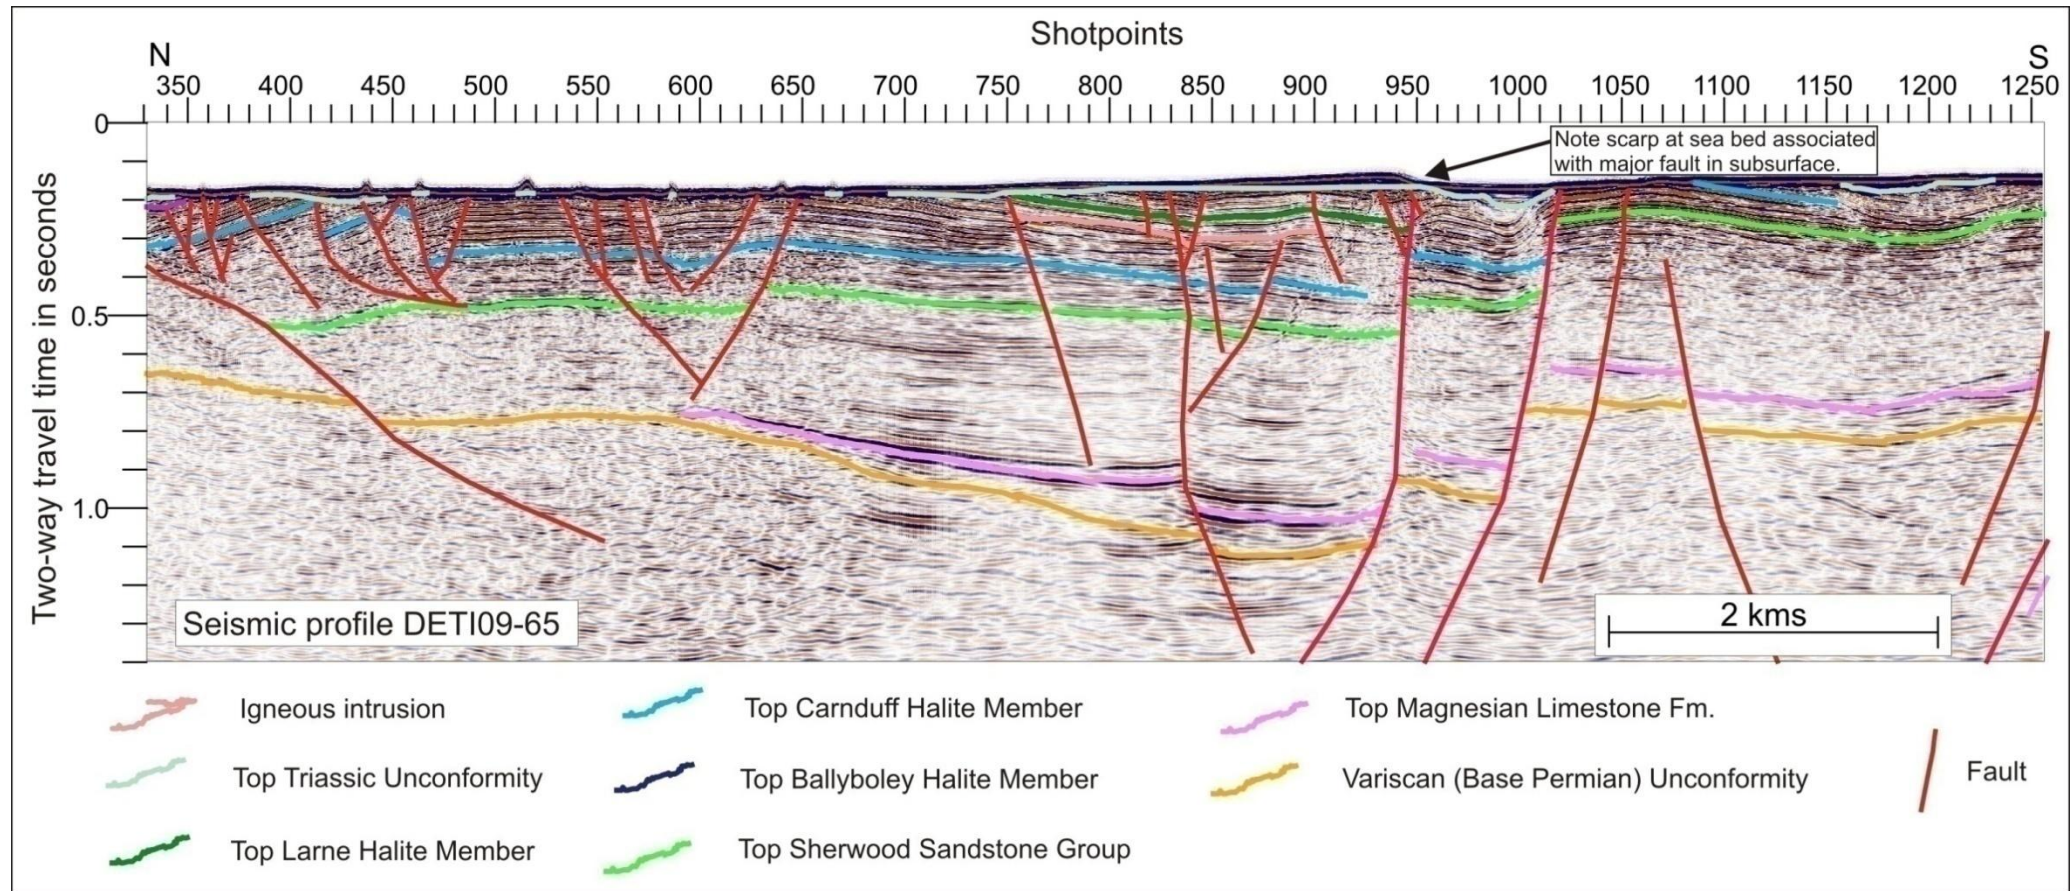 Shotpoints
N
S
350 400 450 500 550 600 650 700 750 800 850 900 950 1000 1050 1100 1150 1200 1250
0
Note scarp at sea bed associated
with major fault in subsurface.
Two-way travel time in seconds
0.5
1.0
Seismic profile DETI09-65
2 kms
Igneous intrusion
Top Carnduff Halite Member
Top Magnesian Limestone Fm.
Top Triassic Unconformity
Top Ballyboley Halite Member
Variscan (Base Permian) Unconformity
Fault
Top Larne Halite Member
Top Sherwood Sandstone Group